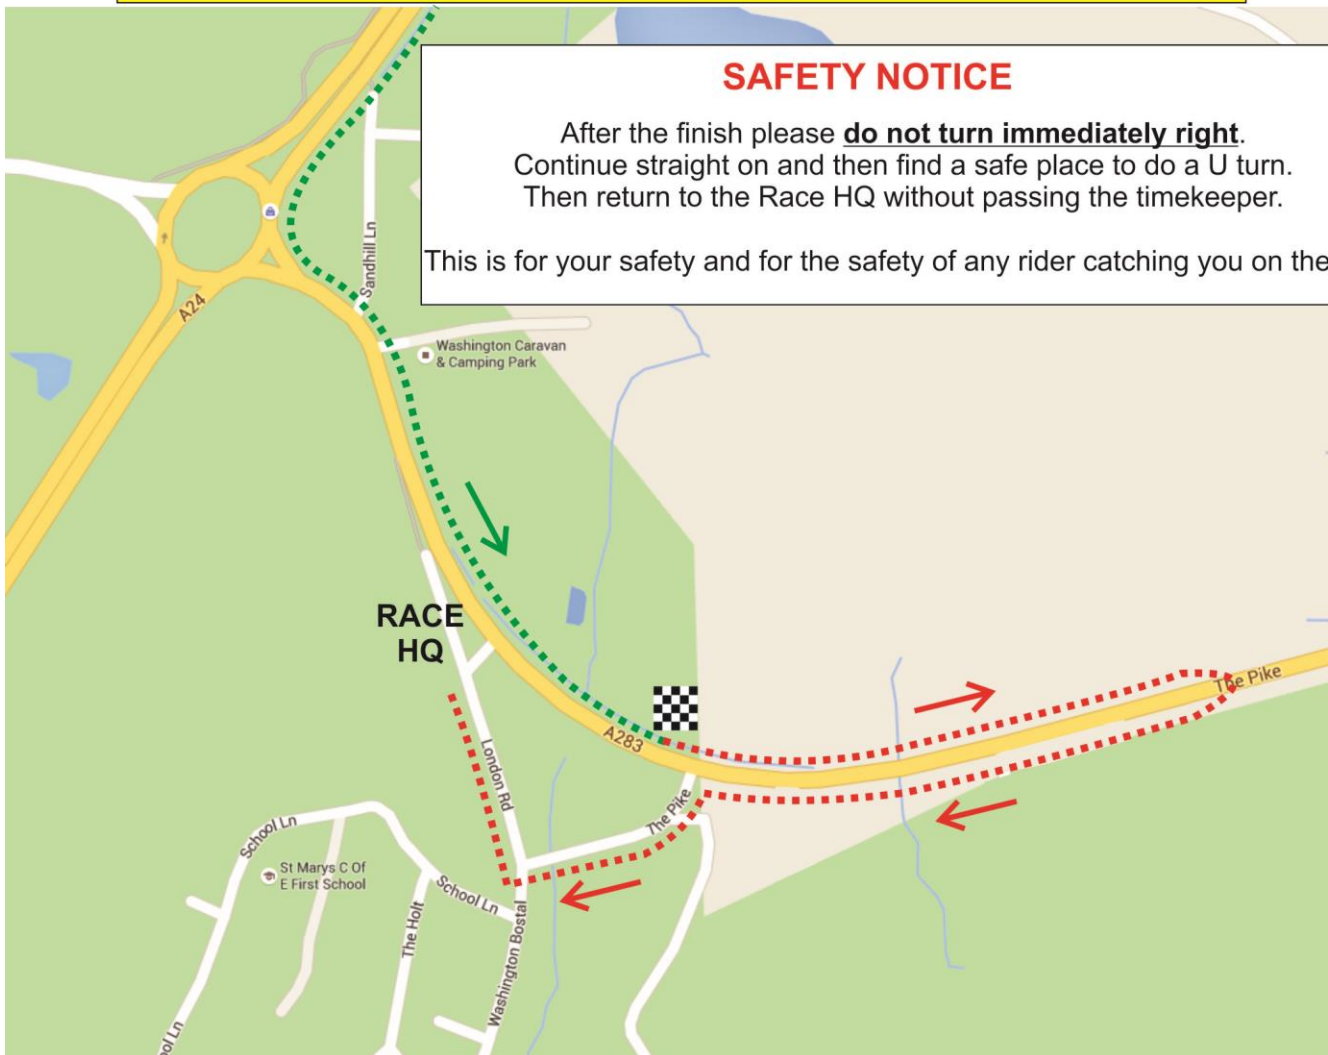 SAFETY NOTICE
After the finish please do not turn immediately right.
Continue straight on and then find a safe place to do a U turn.
Then return to the Race HQ without passing the timekeeper.
This is for your safety and for the safety of any rider catching you on the
Sandhill Ln
A24
Washington Caravan
& Camping Park
RACE
HQ
The Pike
A283
London Rd
The Pike
School Ln
St Marys C Of
E First School
School Ln
The Holt
Washington Bostal
ool Ln